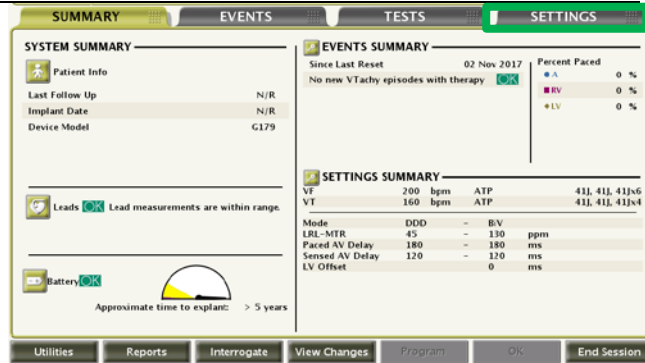 SUMMARY EVENTS TESTS SETTINGS
SYSTEM SUMMARY
Patient Info
Last Follow Up N/R
Implant Date N/R
Device Model G179
Leads OK Lead measurements are within range.
Battery OK
Approximate time to explant: > 5 years
EVENTS SUMMARY
Since Last Reset 02 Nov 2017
No new VTachy episodes with therapy OK
Percent Paced
A 0 %
RV 0 %
LV 0 %
SETTINGS SUMMARY
VF 200 bpm ATP 41J, 41J, 41Jx6
VT 160 bpm ATP 41J, 41J, 41Jx4
Mode DDD - BiV
LRL-MTR 45 - 130 ppm
Paced AV Delay 180 - 180 ms
Sensed AV Delay 120 - 120 ms
LV Offset 0 ms
Utilities Reports Interrogate View Changes Program OK End Session